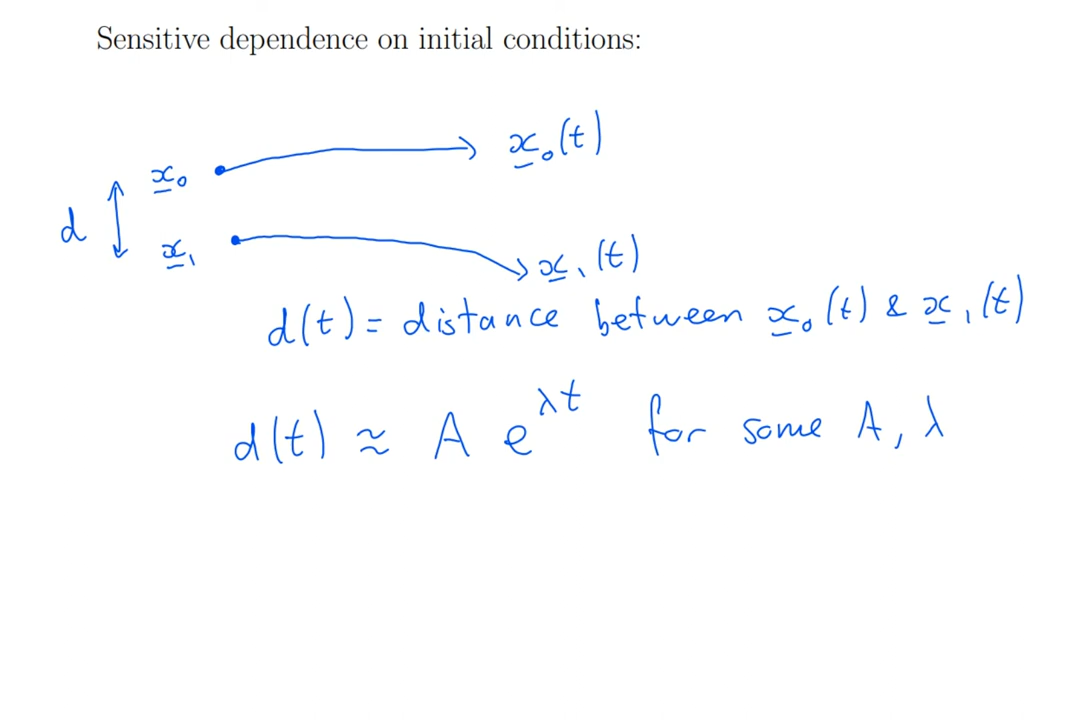 Sensitive dependence on initial conditions:
x₀ x₀(t)
d
x₁ x₁(t)
d(t) = distance between x₀(t) & x₁(t)
d(t) ≈ A e^{λt} for some A, λ